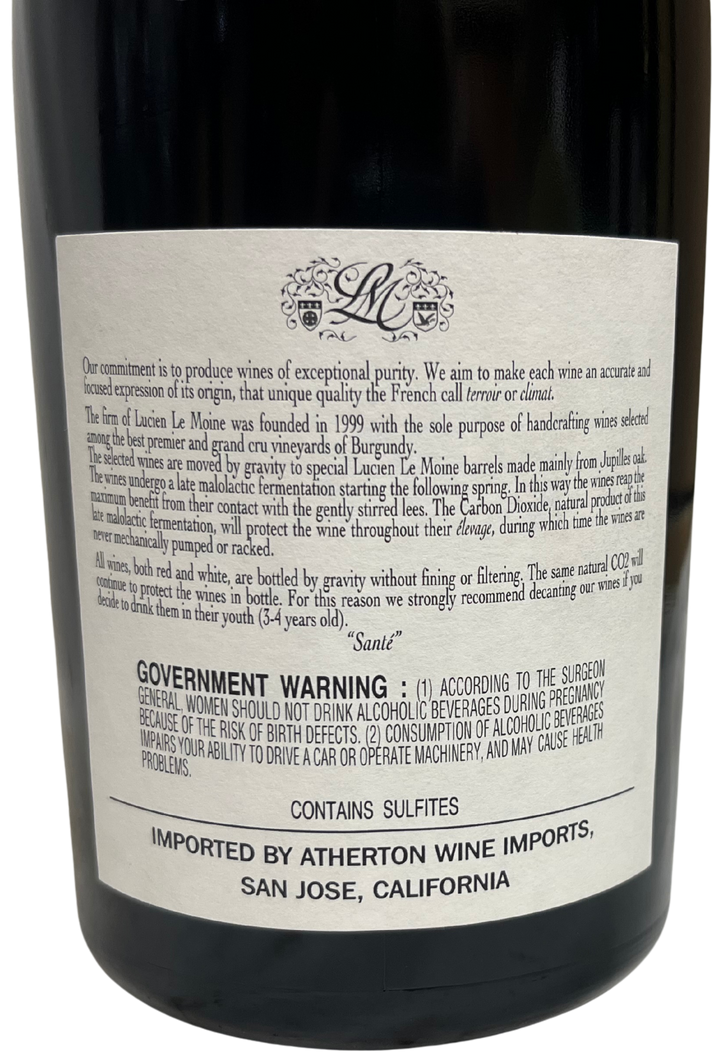 LM
Our commitment is to produce wines of exceptional purity. We aim to make each wine an accurate and
focused expression of its origin, that unique quality the French call terroir or climat.
The firm of Lucien Le Moine was founded in 1999 with the sole purpose of handcrafting wines selected
among the best premier and grand cru vineyards of Burgundy.
The selected wines are moved by gravity to special Lucien Le Moine barrels made mainly from Jupilles oak.
The wines undergo a late malolactic fermentation starting the following spring. In this way the wines reap the
maximum benefit from their contact with the gently stirred lees. The Carbon Dioxide, natural product of this
late malolactic fermentation, will protect the wine throughout their élevage, during which time the wines are
never mechanically pumped or racked.
All wines, both red and white, are bottled by gravity without fining or filtering. The same natural CO2 will
continue to protect the wines in bottle. For this reason we strongly recommend decanting our wines if you
decide to drink them in their youth (3-4 years old).
"Santé"
GOVERNMENT WARNING : (1) ACCORDING TO THE SURGEON
GENERAL, WOMEN SHOULD NOT DRINK ALCOHOLIC BEVERAGES DURING PREGNANCY
BECAUSE OF THE RISK OF BIRTH DEFECTS. (2) CONSUMPTION OF ALCOHOLIC BEVERAGES
IMPAIRS YOUR ABILITY TO DRIVE A CAR OR OPERATE MACHINERY, AND MAY CAUSE HEALTH
PROBLEMS.
CONTAINS SULFITES
IMPORTED BY ATHERTON WINE IMPORTS,
SAN JOSE, CALIFORNIA